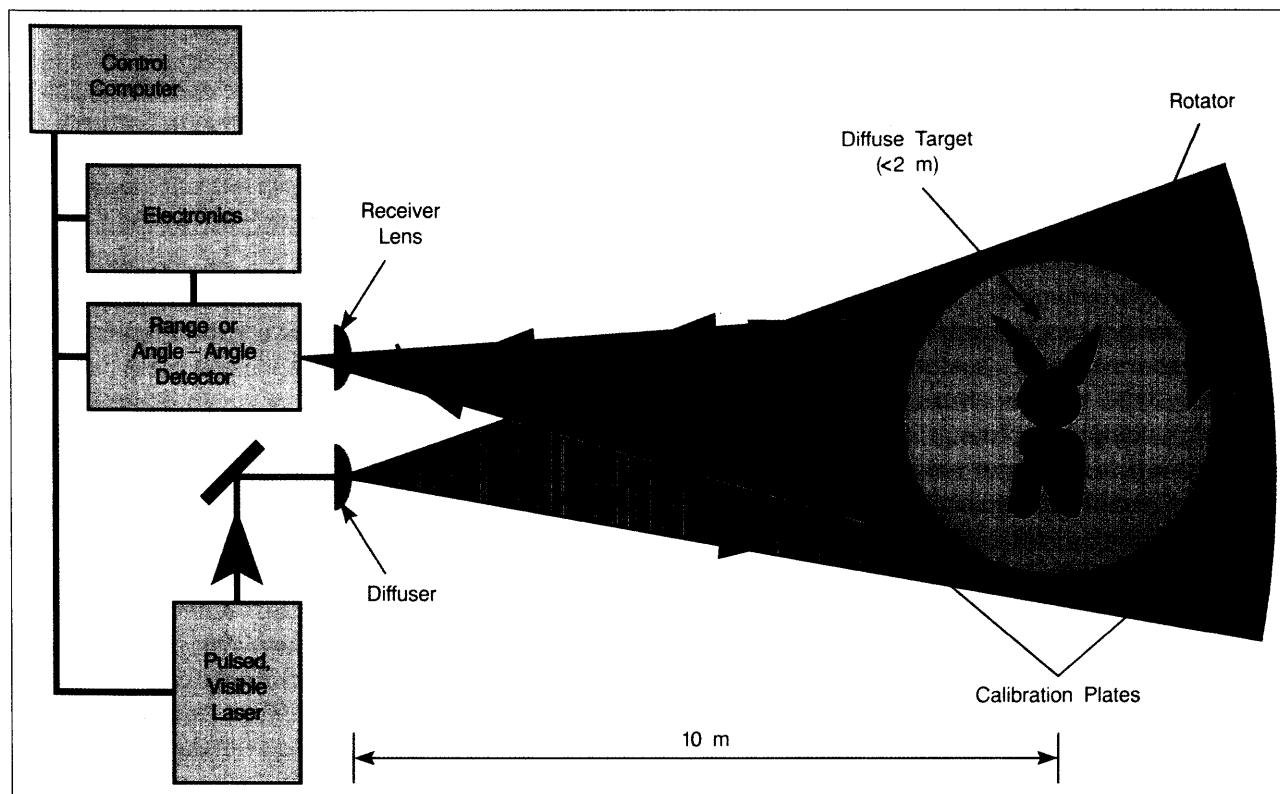 Control
Computer
Electronics
Range or
Angle – Angle
Detector
Pulsed,
Visible
Laser
Receiver
Lens
Diffuser
Diffuse Target
(<2 m)
Rotator
Calibration Plates
10 m